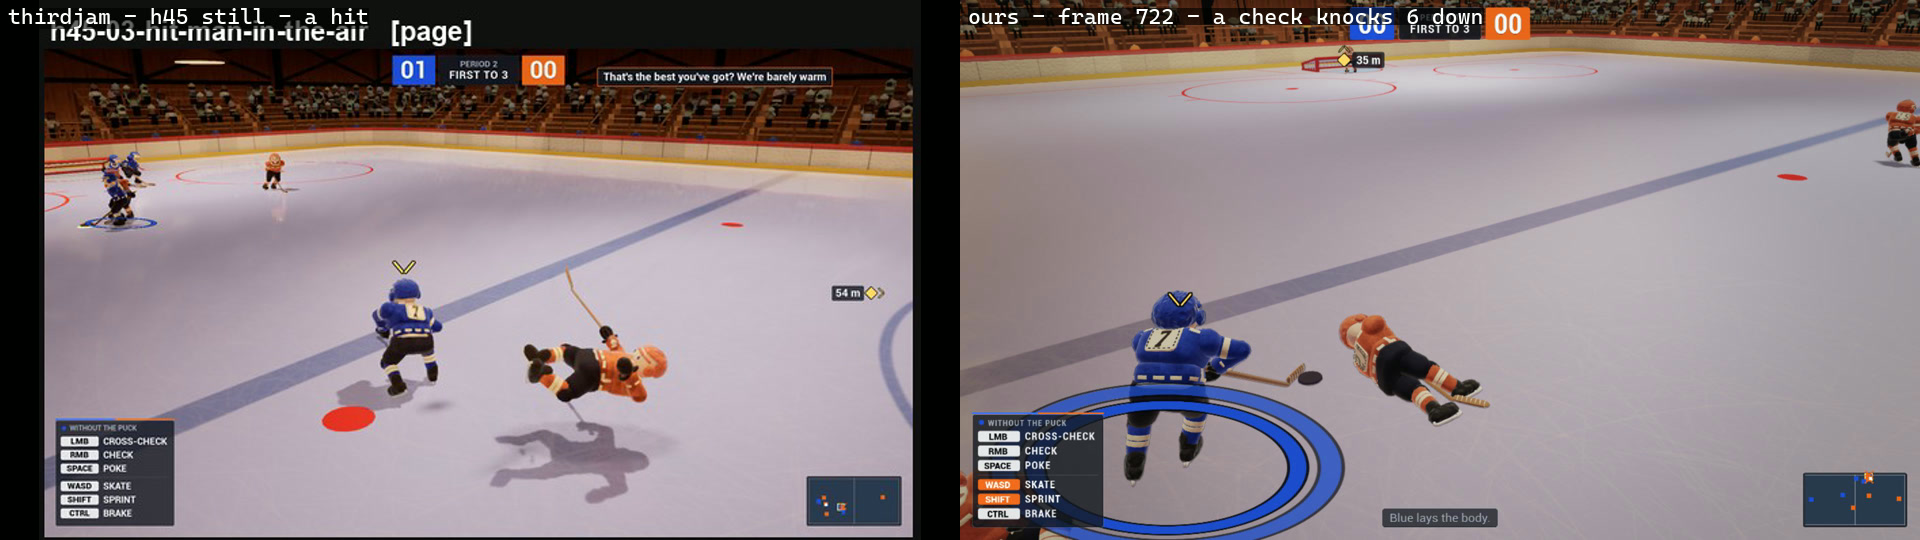 thirdjam - h45 still - a hit
h45-03-hit-man-in-the-air [page]
01
PERIOD 2
FIRST TO 3
00
That's the best you've got? We're barely warm
7
54 m
WITHOUT THE PUCK
LMB CROSS-CHECK
RMB CHECK
SPACE POKE
WASD SKATE
SHIFT SPRINT
CTRL BRAKE
ours - frame 722 - a check knocks 6 down
00
FIRST TO 3
00
35 m
7
WITHOUT THE PUCK
LMB CROSS-CHECK
RMB CHECK
SPACE POKE
WASD SKATE
SHIFT SPRINT
CTRL BRAKE
Blue lays the body.